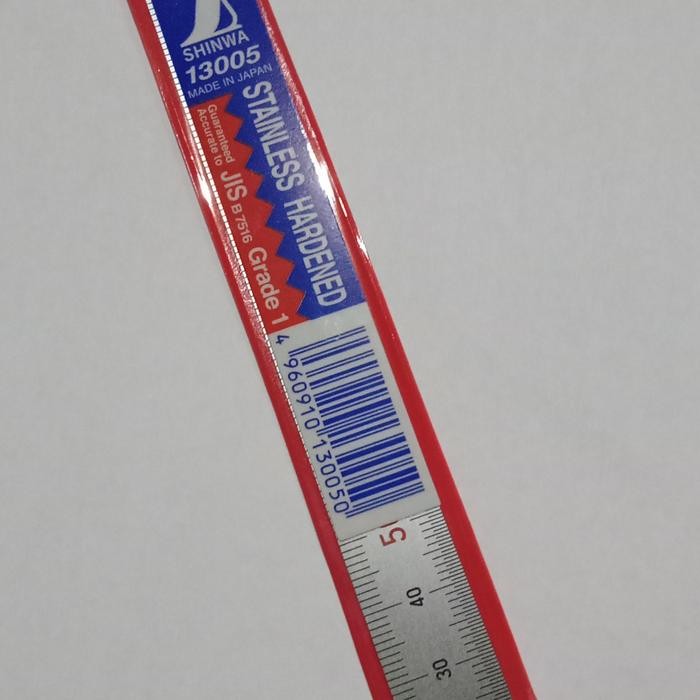 SHINWA
13005
MADE IN JAPAN
STAINLESS HARDENED
Guaranteed
Accurate to
JIS B 7516 Grade 1
4 960910 130050
5
40
30